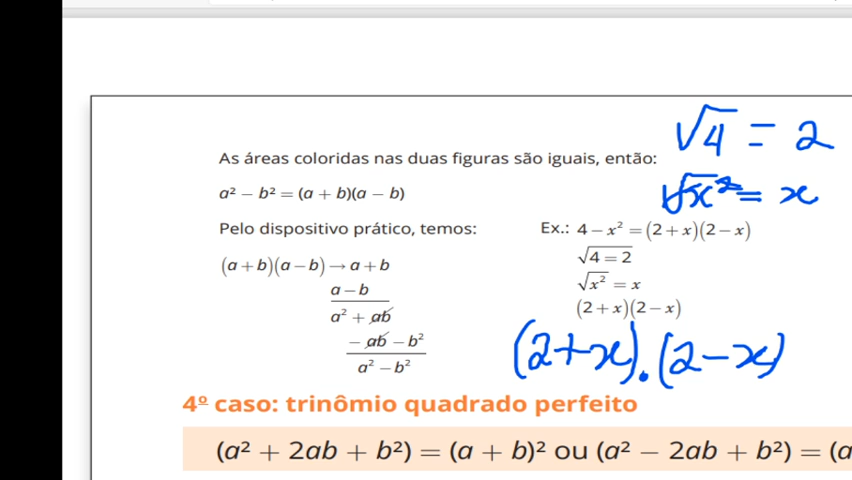 √4 = 2
As áreas coloridas nas duas figuras são iguais, então:
√x² = x
a² − b² = (a + b)(a − b)
Pelo dispositivo prático, temos:
Ex.: 4 − x² = (2 + x)(2 − x)
√4 = 2
(a + b)(a − b) → a + b
a − b
√x² = x
a² + ab
(2 + x)(2 − x)
− ab − b²
a² − b²
(2+x).(2−x)
4º caso: trinômio quadrado perfeito
(a² + 2ab + b²) = (a + b)² ou (a² − 2ab + b²) = (a